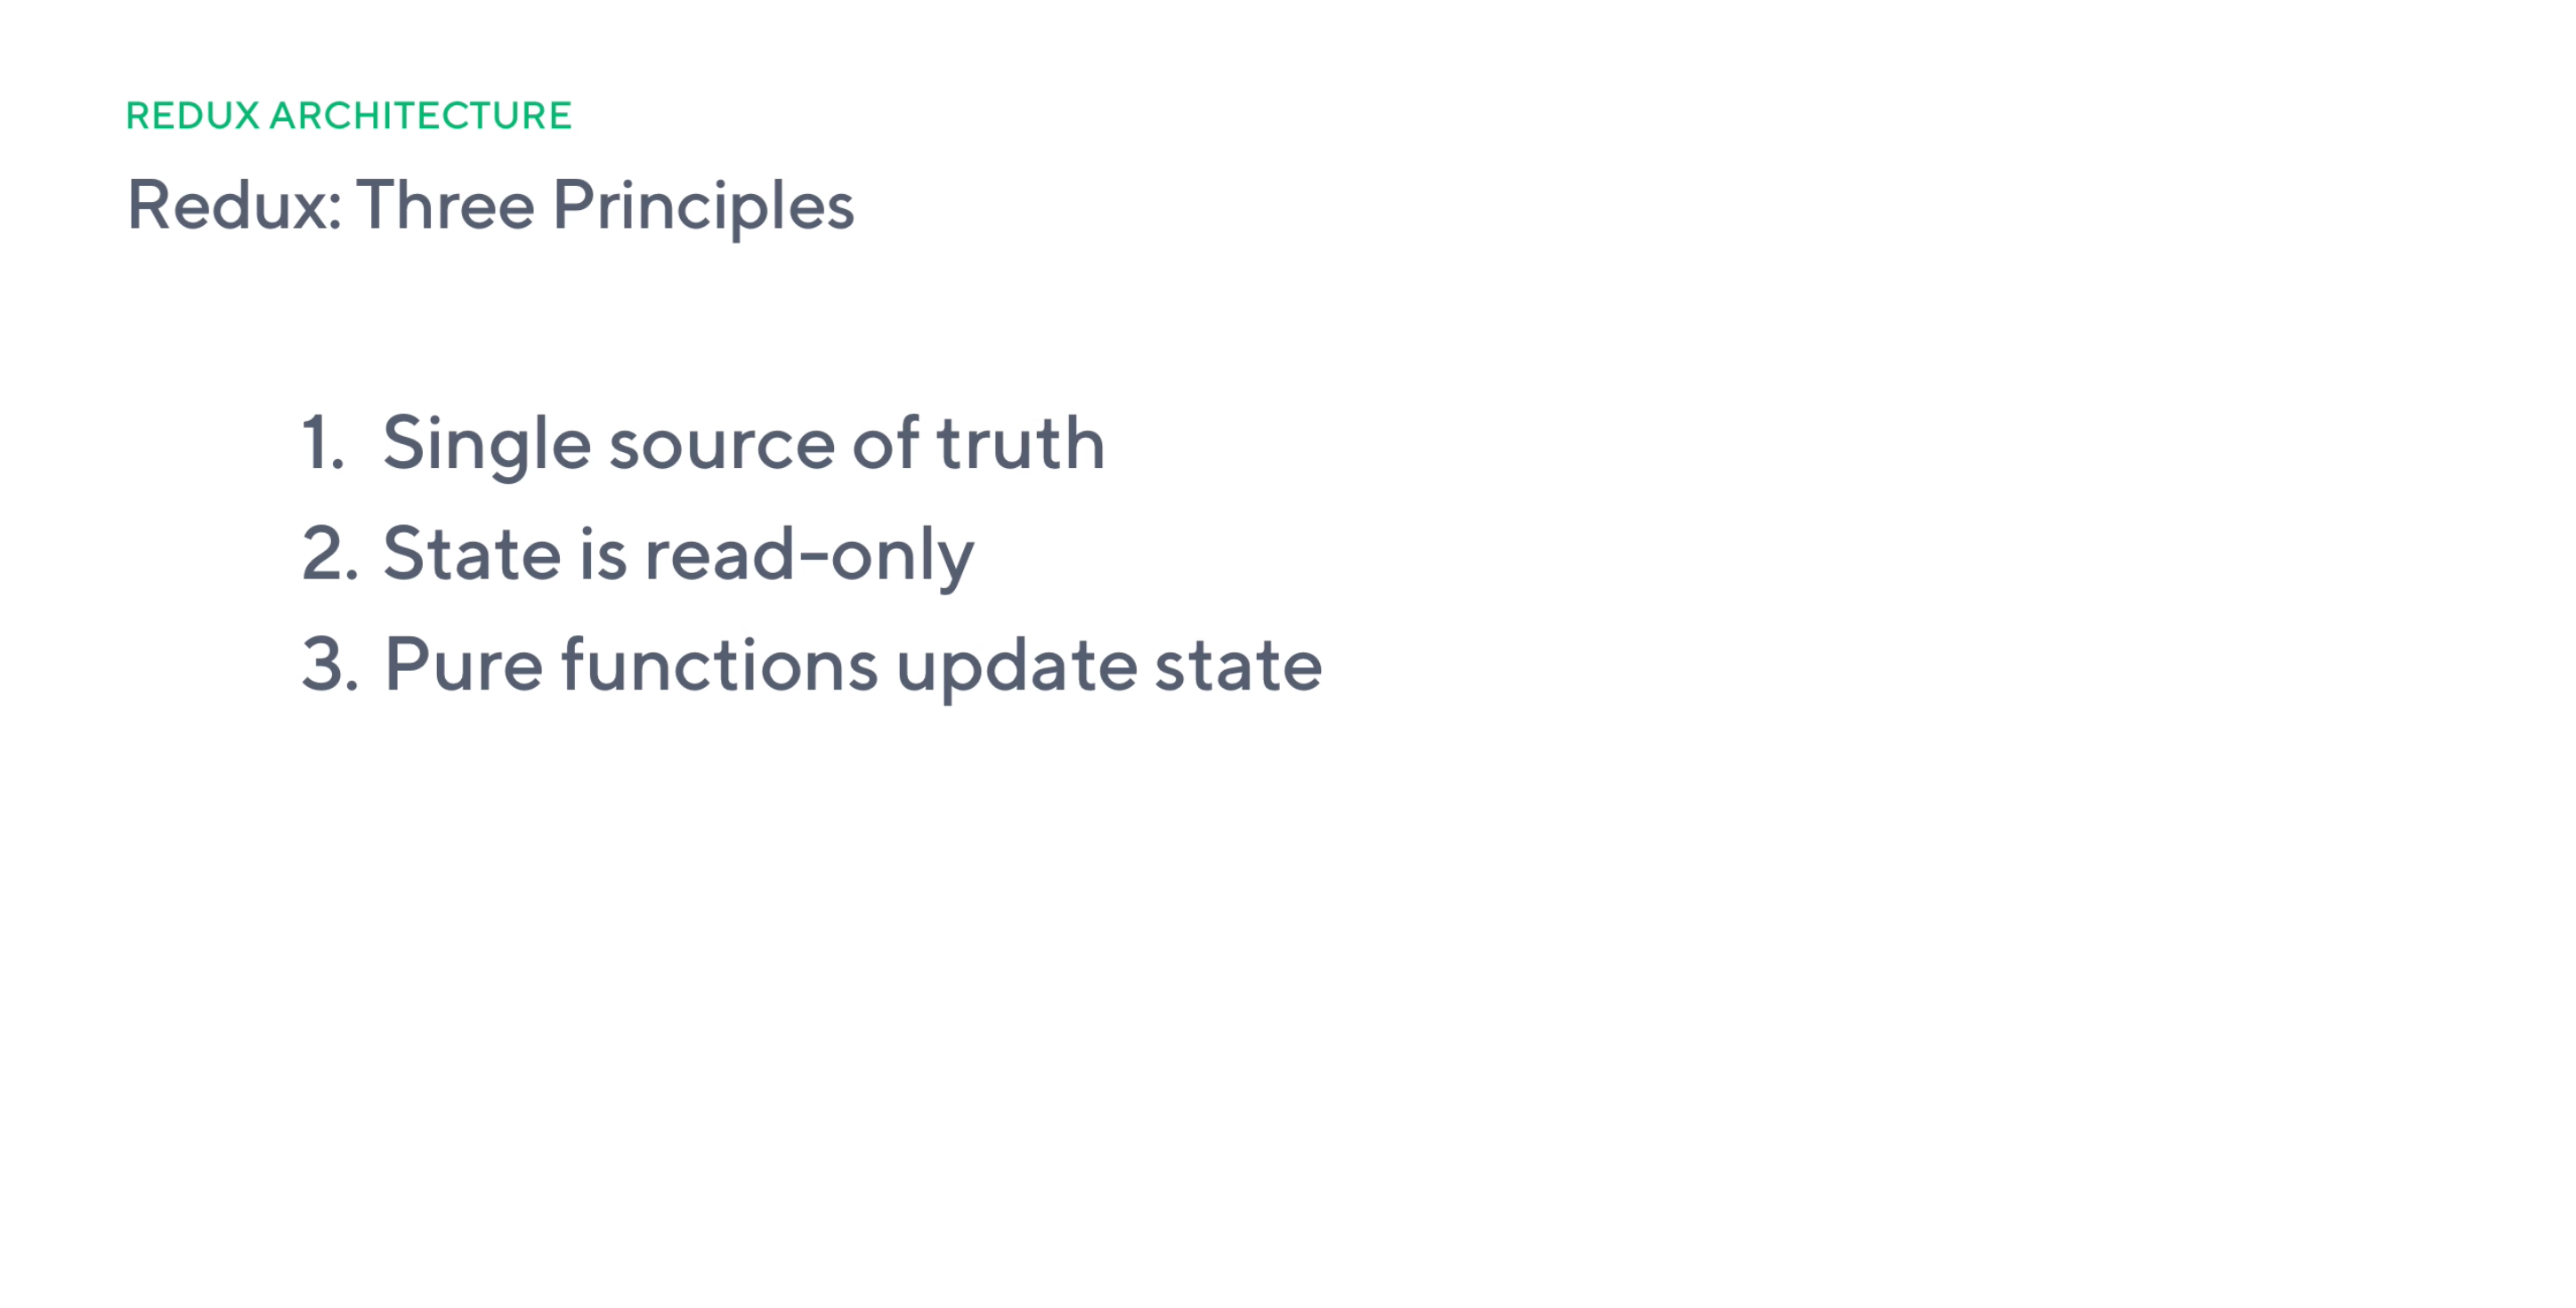 REDUX ARCHITECTURE
Redux: Three Principles
1. Single source of truth
2. State is read-only
3. Pure functions update state